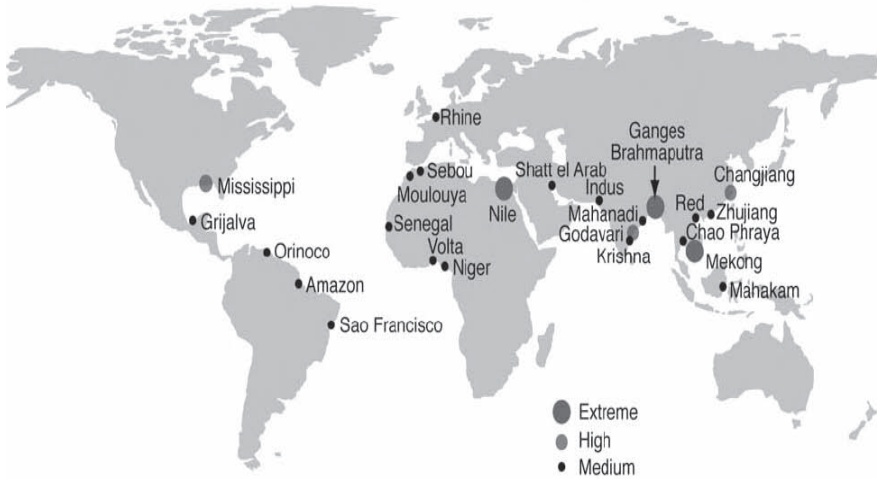 Rhine
Ganges
Brahmaputra
Sebou
Shatt el Arab
Changjiang
Mississippi
Moulouya
Indus
Nile
Mahanadi
Red
Zhujiang
Grijalva
Senegal
Godavari
Chao Phraya
Volta
Krishna
Orinoco
Niger
Mekong
Amazon
Mahakam
Sao Francisco
Extreme
High
Medium